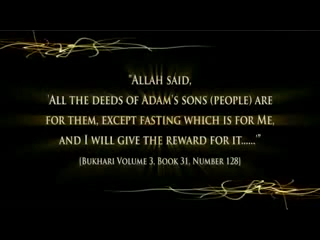 "Allah said,
'All the deeds of Adam's sons (people) are
for them, except fasting which is for Me,
and I will give the reward for it......'"
(Bukhari Volume 3, Book 31, Number 128)